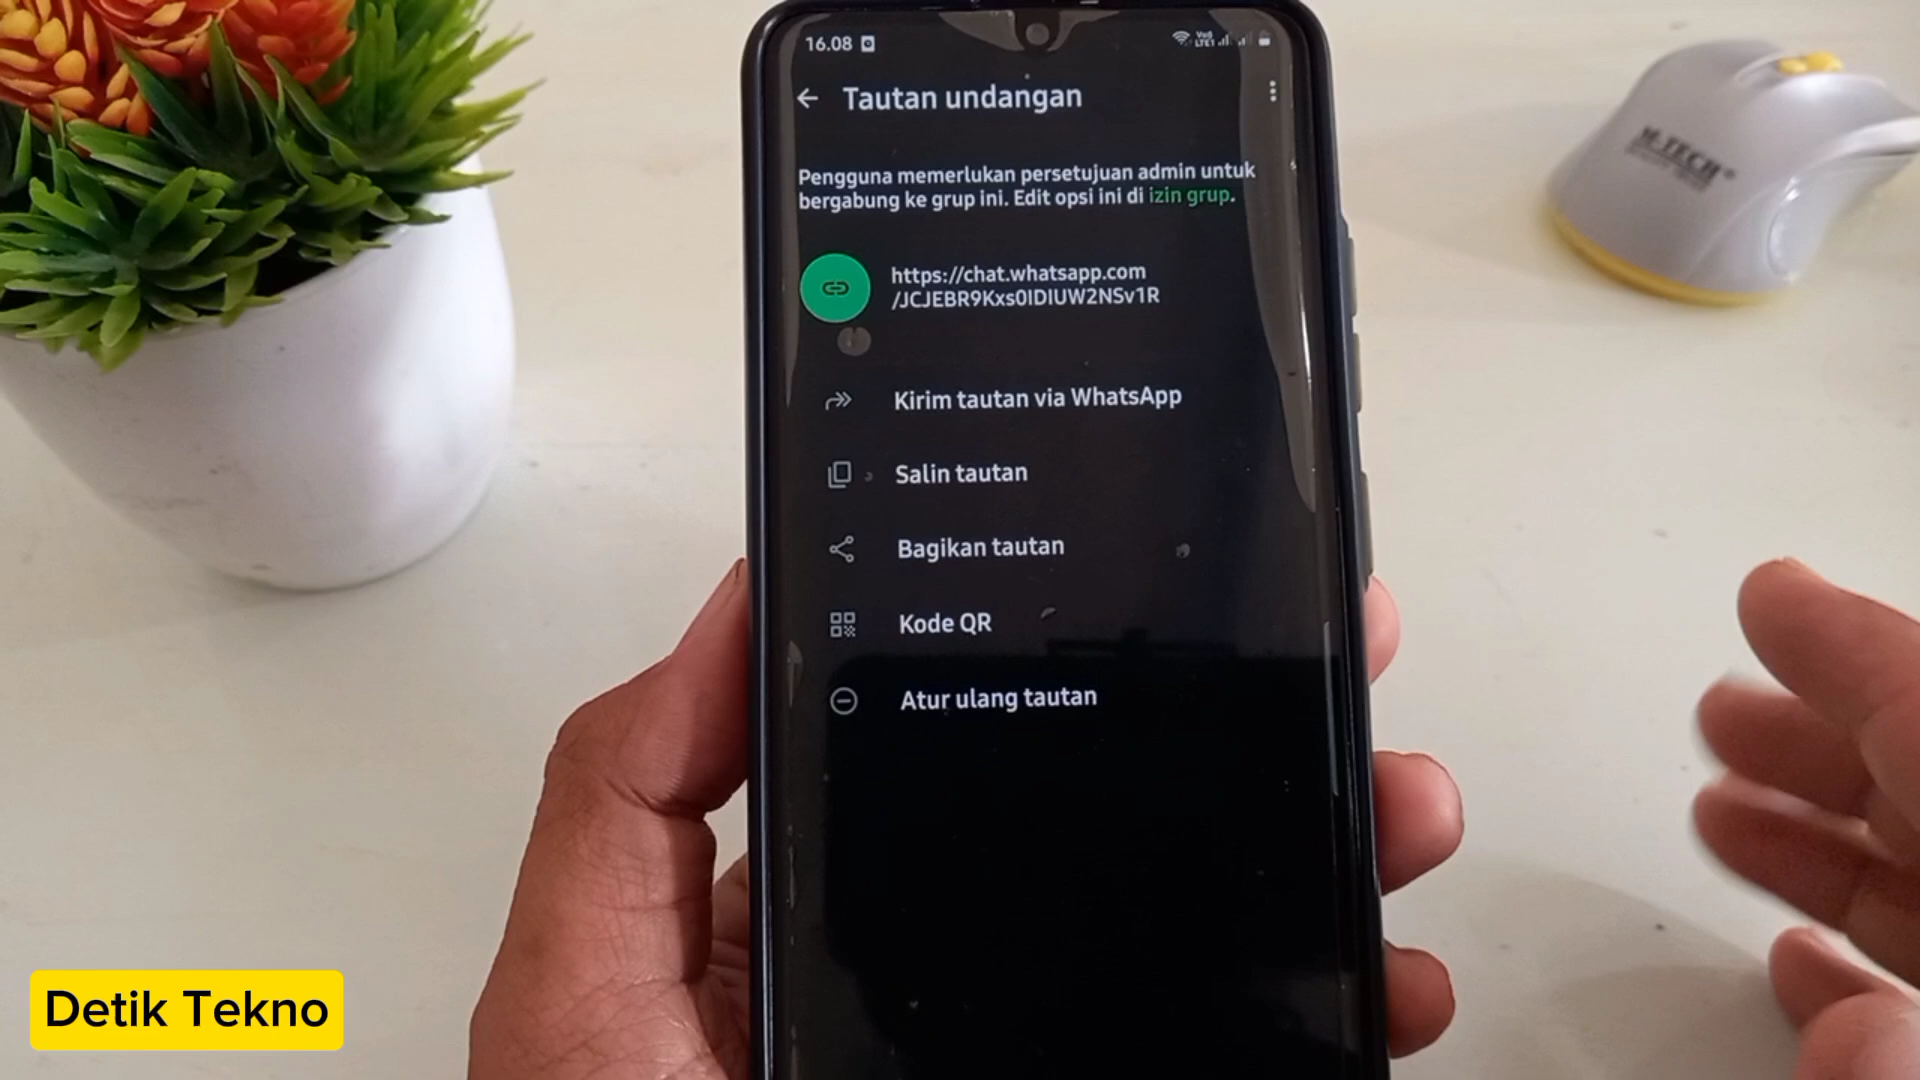 16.08
Tautan undangan
Pengguna memerlukan persetujuan admin untuk
bergabung ke grup ini. Edit opsi ini di izin grup.
https://chat.whatsapp.com
/JCJEBR9Kxs0IDIUW2NSv1R
Kirim tautan via WhatsApp
Salin tautan
Bagikan tautan
Kode QR
Atur ulang tautan
M-TECH
Detik Tekno